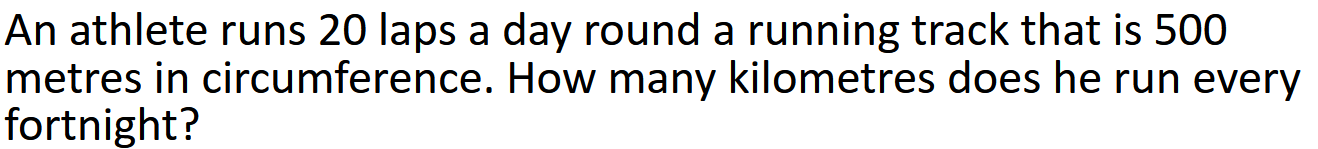 An athlete runs 20 laps a day round a running track that is 500
metres in circumference. How many kilometres does he run every
fortnight?